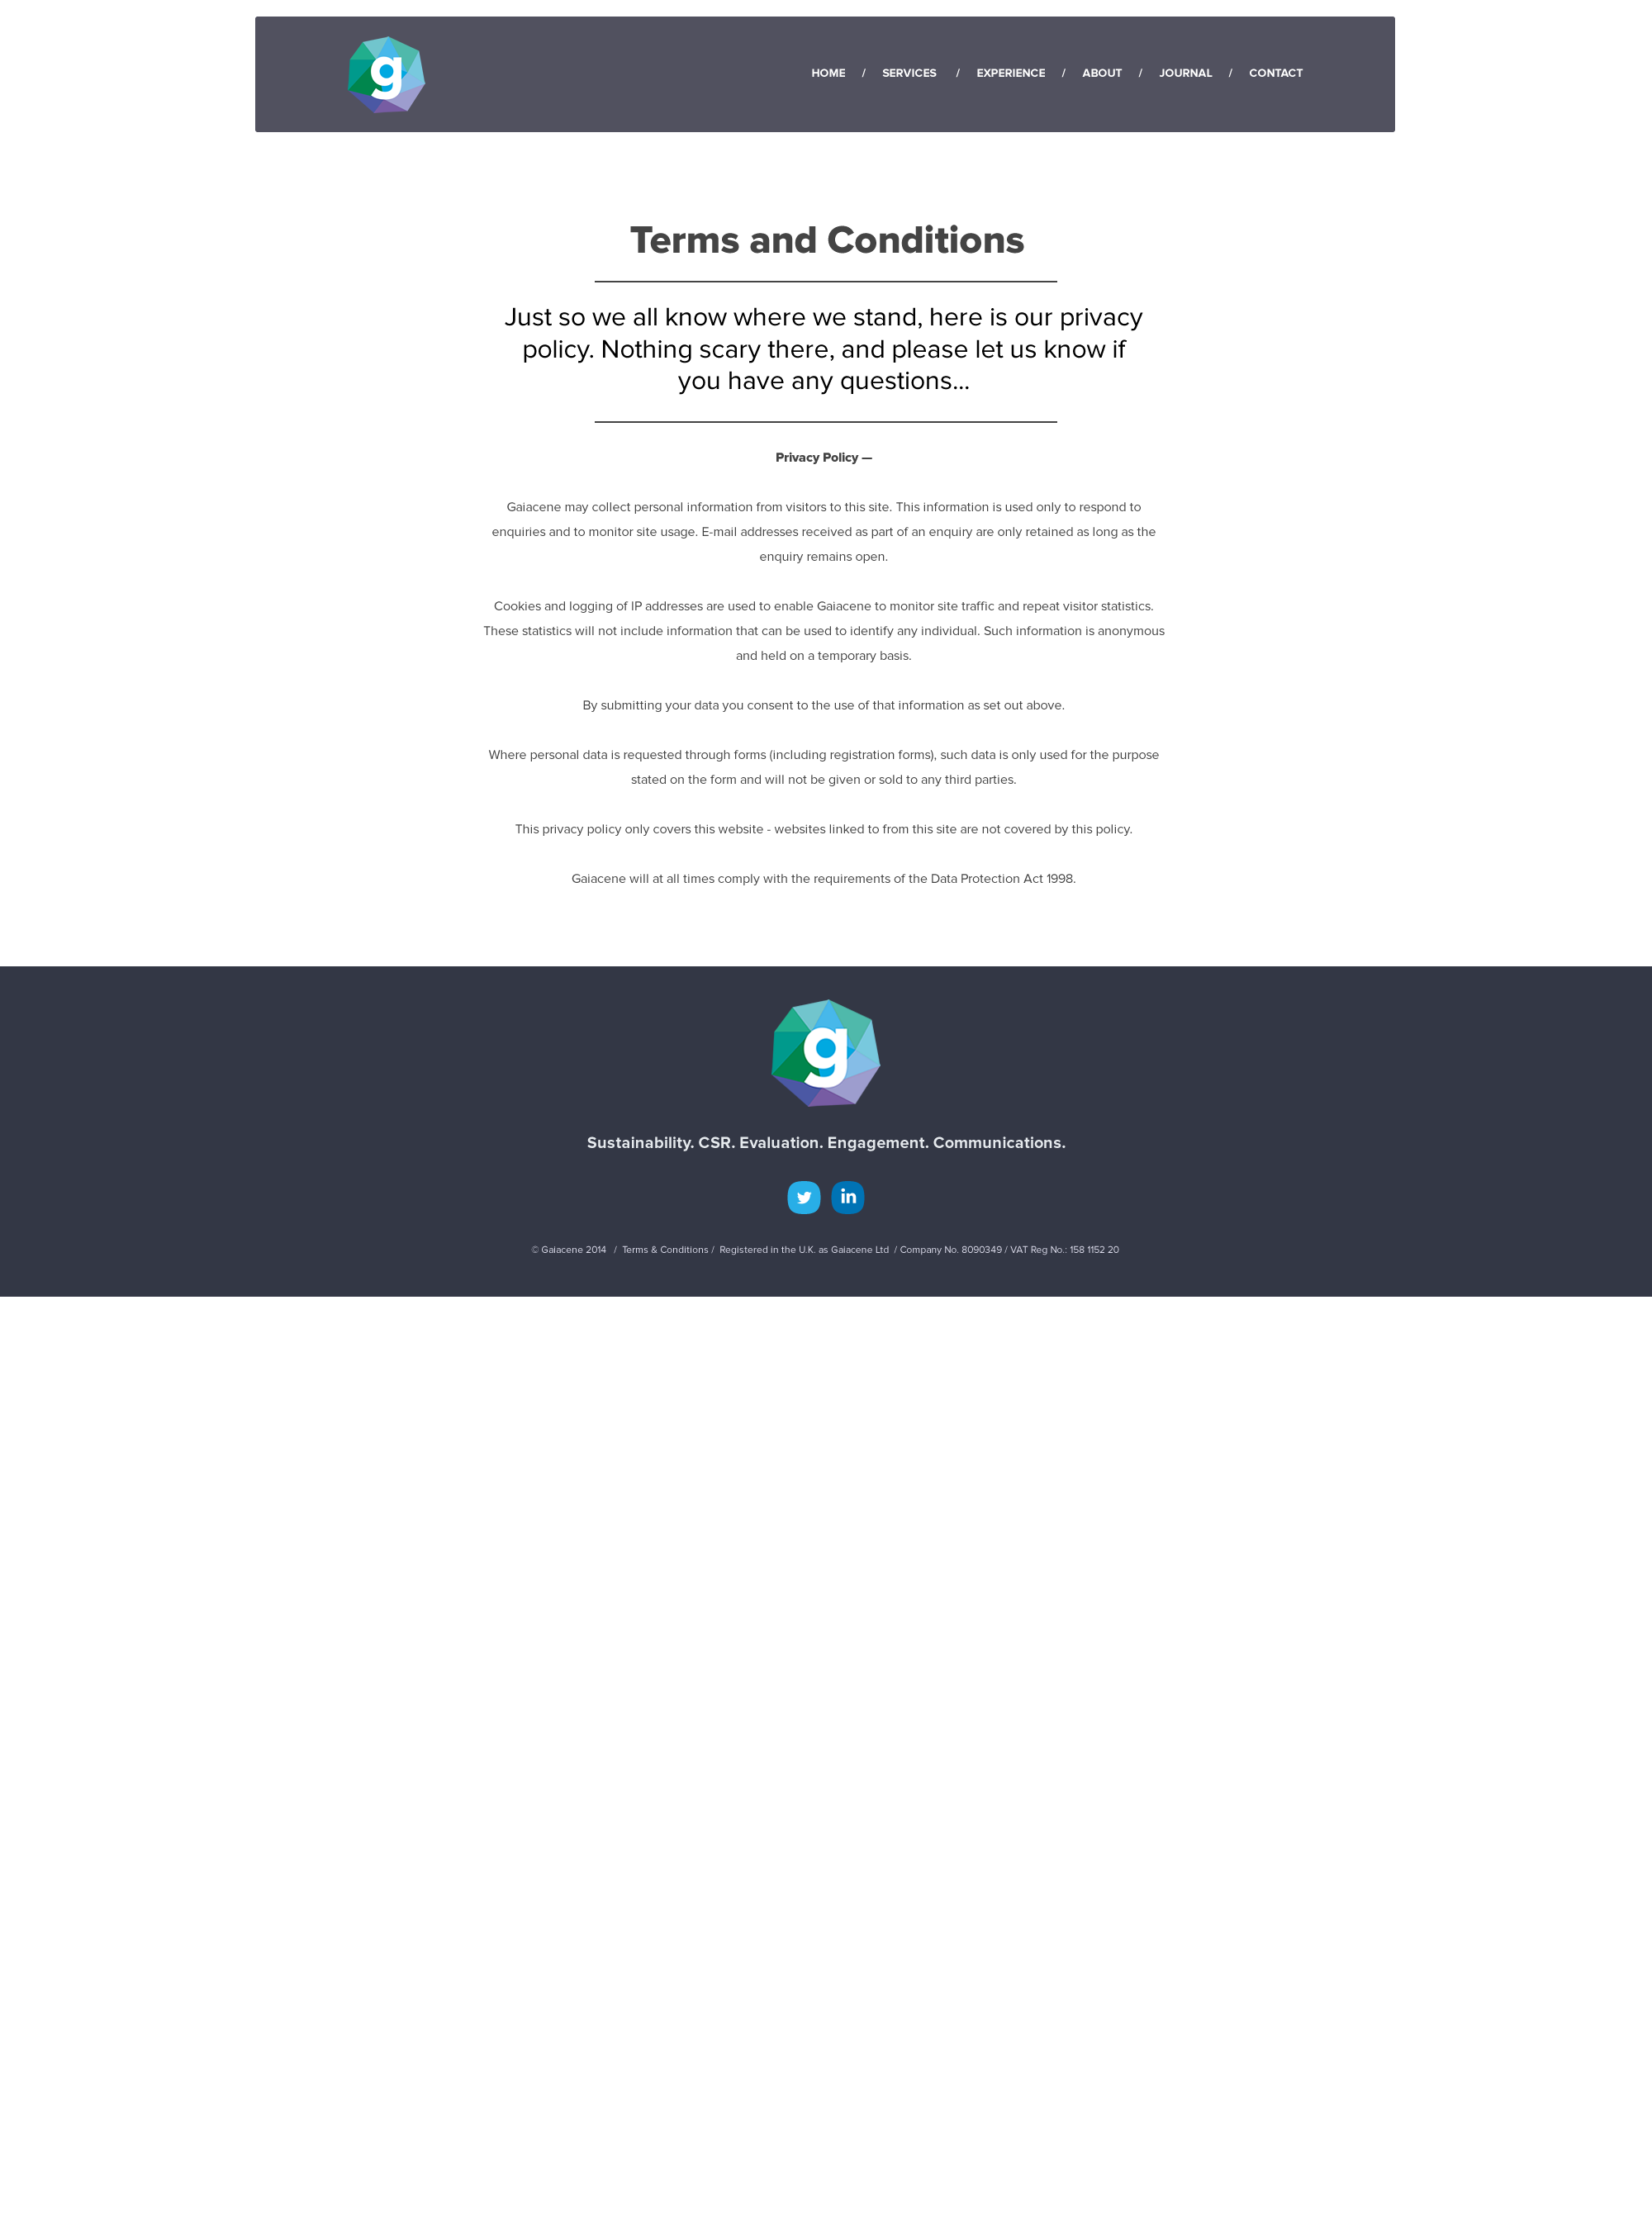 g
HOME / SERVICES / EXPERIENCE / ABOUT / JOURNAL / CONTACT
Terms and Conditions
Just so we all know where we stand, here is our privacy
policy. Nothing scary there, and please let us know if
you have any questions...
Privacy Policy —
Gaiacene may collect personal information from visitors to this site. This information is used only to respond to
enquiries and to monitor site usage. E-mail addresses received as part of an enquiry are only retained as long as the
enquiry remains open.
Cookies and logging of IP addresses are used to enable Gaiacene to monitor site traffic and repeat visitor statistics.
These statistics will not include information that can be used to identify any individual. Such information is anonymous
and held on a temporary basis.
By submitting your data you consent to the use of that information as set out above.
Where personal data is requested through forms (including registration forms), such data is only used for the purpose
stated on the form and will not be given or sold to any third parties.
This privacy policy only covers this website - websites linked to from this site are not covered by this policy.
Gaiacene will at all times comply with the requirements of the Data Protection Act 1998.
g
Sustainability. CSR. Evaluation. Engagement. Communications.
in
© Gaiacene 2014 / Terms & Conditions / Registered in the U.K. as Gaiacene Ltd / Company No. 8090349 / VAT Reg No.: 158 1152 20